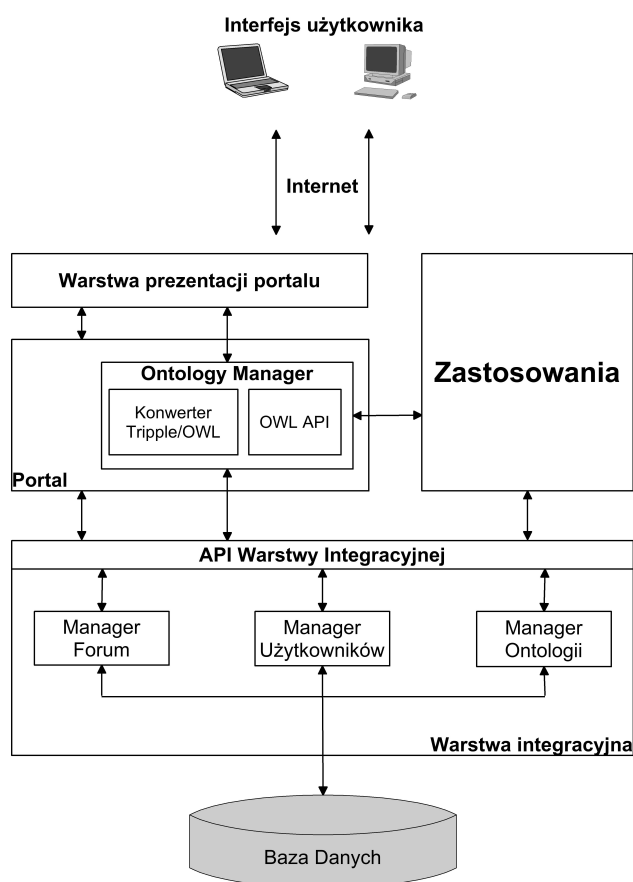 Interfejs użytkownika
Internet
Warstwa prezentacji portalu
Zastosowania
Ontology Manager
Konwerter
Tripple/OWL
OWL API
Portal
API Warstwy Integracyjnej
Manager
Forum
Manager
Użytkowników
Manager
Ontologii
Warstwa integracyjna
Baza Danych